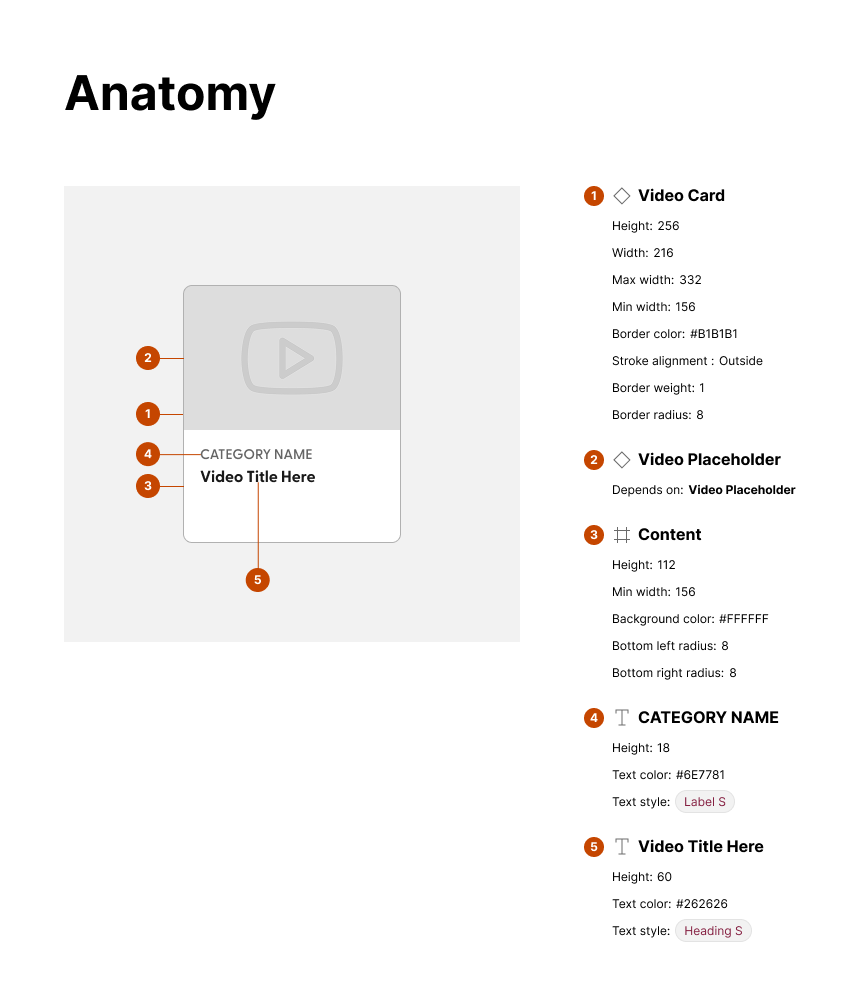 Anatomy
2
1
4
CATEGORY NAME
3
Video Title Here
5
1 Video Card
Height: 256
Width: 216
Max width: 332
Min width: 156
Border color: #B1B1B1
Stroke alignment : Outside
Border weight: 1
Border radius: 8
2 Video Placeholder
Depends on: Video Placeholder
3 Content
Height: 112
Min width: 156
Background color: #FFFFFF
Bottom left radius: 8
Bottom right radius: 8
4 CATEGORY NAME
Height: 18
Text color: #6E7781
Text style: Label S
5 Video Title Here
Height: 60
Text color: #262626
Text style: Heading S